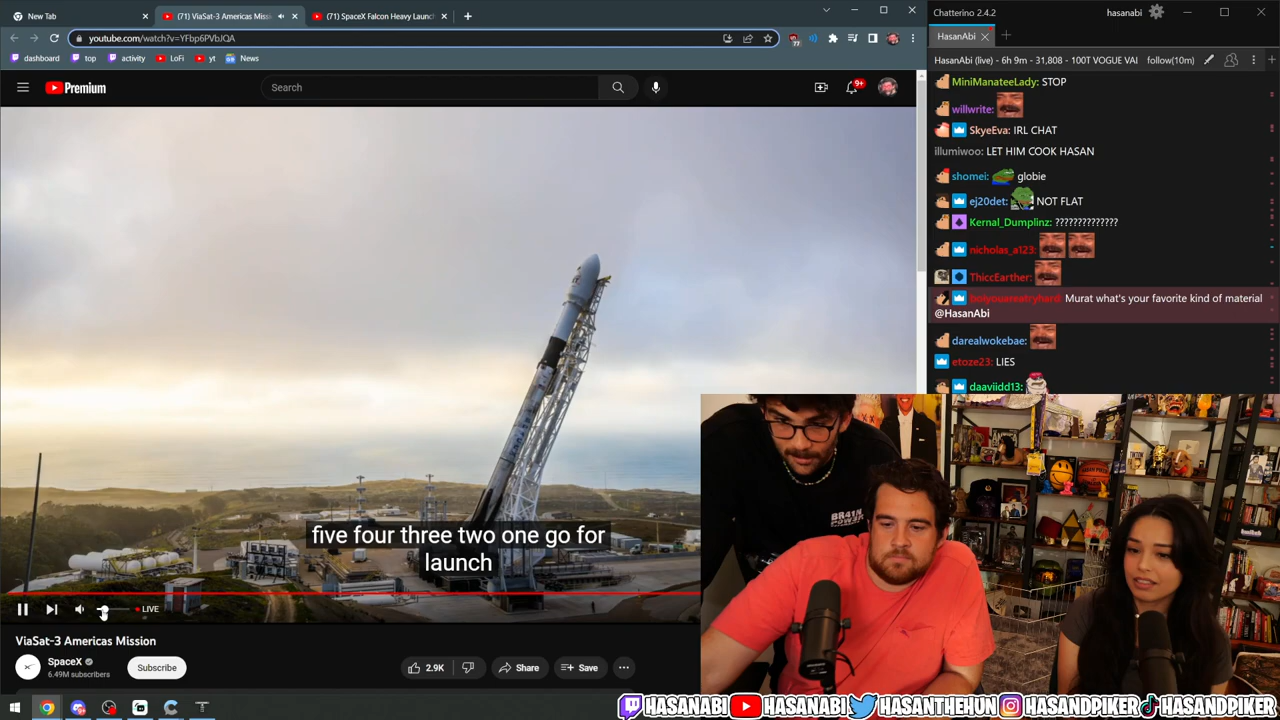 New Tab
(71) ViaSat-3 Americas Missi
(71) SpaceX Falcon Heavy Launc
youtube.com/watch?v=YFbp6PVbJQA
77
dashboard
top
activity
LoFi
yt
News
Premium
Search
9+
five four three two one go for
launch
LIVE
ViaSat-3 Americas Mission
SpaceX
6.49M subscribers
Subscribe
2.9K
Share
Save
Chatterino 2.4.2
hasanabi
HasanAbi
HasanAbi (live) - 6h 9m - 31,808 - 100T VOGUE VAI
follow(10m)
MiniManateeLady: STOP
willwrite:
SkyeEva: IRL CHAT
illumiwoo: LET HIM COOK HASAN
shomei: globie
ej20det: NOT FLAT
Kernal_Dumplinz: ??????????????
nicholas_a123:
ThiccEarther:
Murat what's your favorite kind of material
@HasanAbi
darealwokebae:
etoze23: LIES
daaviidd13:
BR41N
POWER
HASANABI
HASANABI
HASANTHEHUN
HASANDPIKER
HASANDPIKER